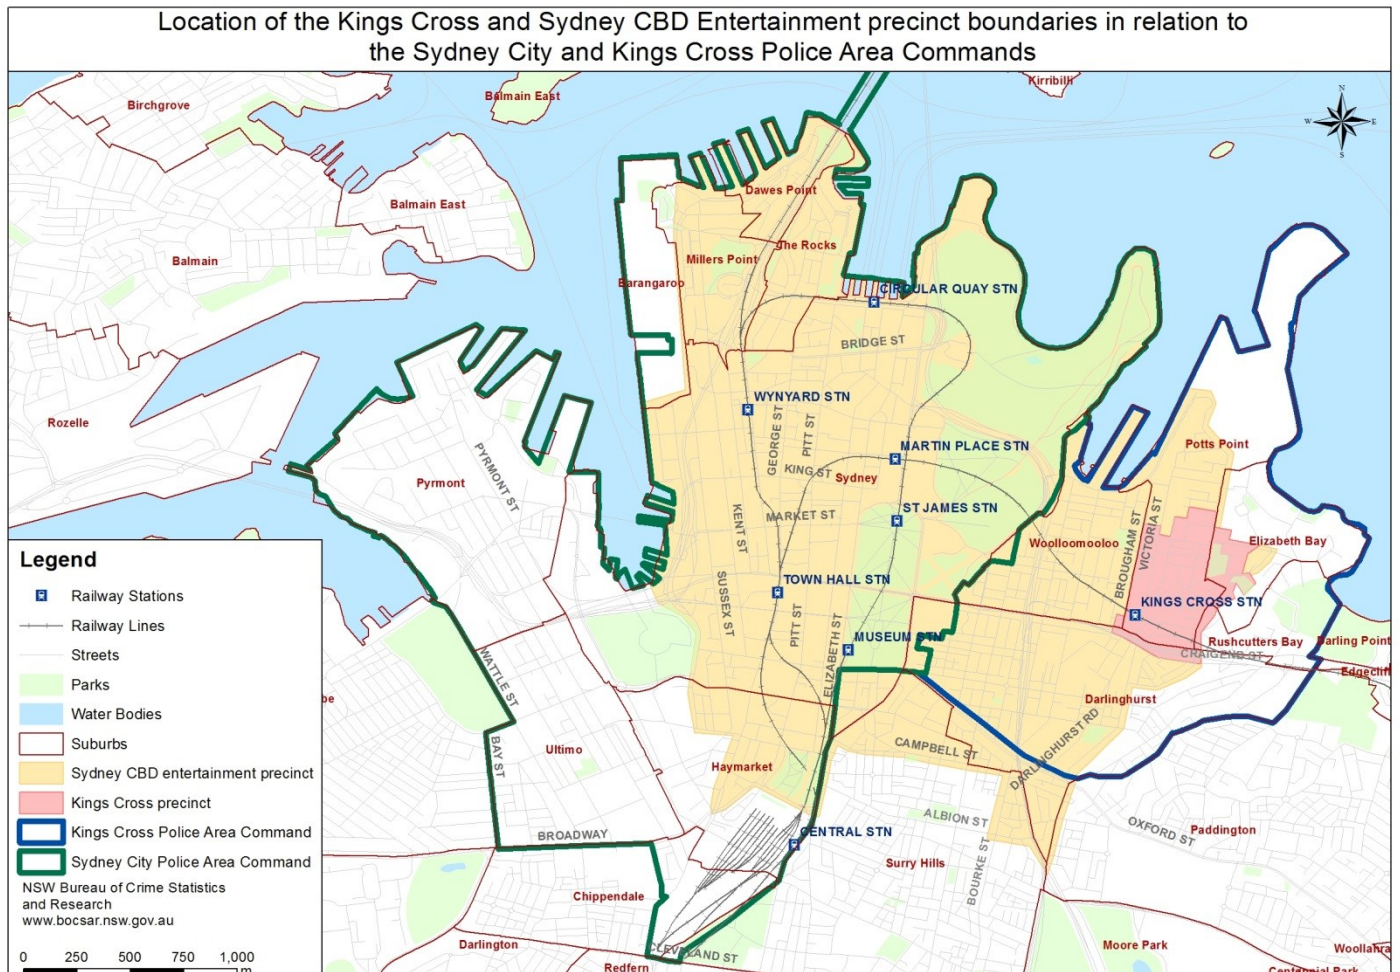 Location of the Kings Cross and Sydney CBD Entertainment precinct boundaries in relation to
the Sydney City and Kings Cross Police Area Commands
Birchgrove
Balmain East
Kirribilli
N
W
E
S
Balmain East
Dawes Point
Balmain
The Rocks
Millers Point
Barangaroo
CIRCULAR QUAY STN
BRIDGE ST
WYNYARD STN
Rozelle
GEORGE ST
PITT ST
Potts Point
MARTIN PLACE STN
KING ST
Sydney
PYRMONT ST
Pyrmont
KENT ST
MARKET ST
ST JAMES STN
BROUGHAM ST
VICTORIA ST
Woolloomooloo
Elizabeth Bay
TOWN HALL STN
SUSSEX ST
PITT ST
ELIZABETH ST
KINGS CROSS STN
MUSEUM STN
Rushcutters Bay
Darling Point
CRAIGEND ST
Edgecliff
WATTLE ST
be
Darlinghurst
DARLINGHURST RD
BAY ST
Ultimo
Haymarket
CAMPBELL ST
ALBION ST
OXFORD ST
Paddington
BROADWAY
CENTRAL STN
Surry Hills
BOURKE ST
Chippendale
Darlington
CLEVELAND ST
Redfern
Moore Park
Woollahra
Centennial Park
Legend
Railway Stations
Railway Lines
Streets
Parks
Water Bodies
Suburbs
Sydney CBD entertainment precinct
Kings Cross precinct
Kings Cross Police Area Command
Sydney City Police Area Command
NSW Bureau of Crime Statistics
and Research
www.bocsar.nsw.gov.au
0 250 500 750 1,000
m